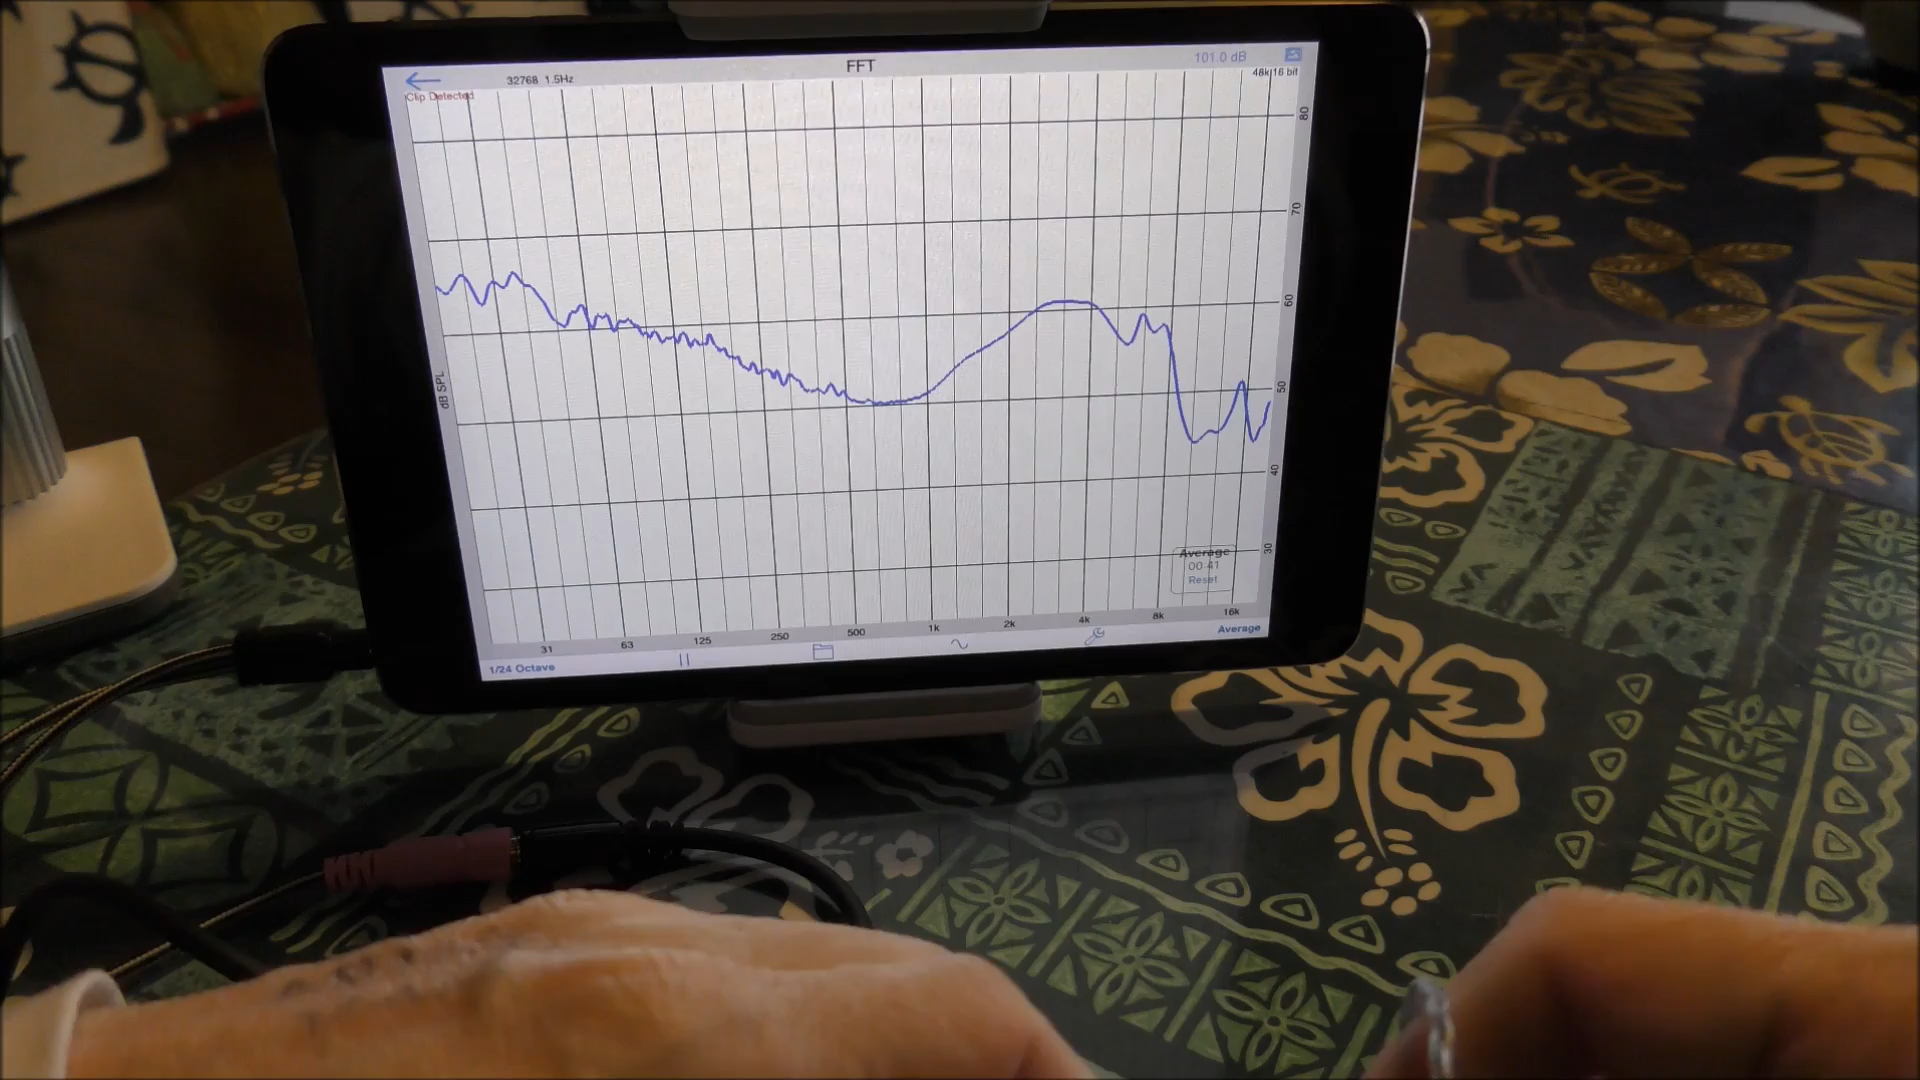 FFT
101.0 dB
32768 1.5Hz
48k|16 bit
Clip Detected
80
70
60
50
40
30
dB SPL
Average
00:41
Reset
31
63
125
250
500
1k
2k
4k
8k
16k
1/24 Octave
Average